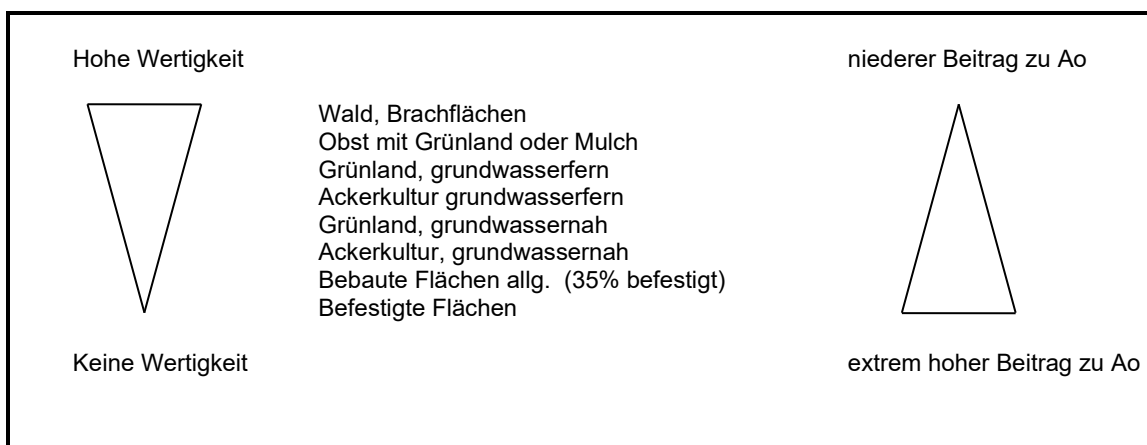 Hohe Wertigkeit
niederer Beitrag zu Ao
Wald, Brachflächen
Obst mit Grünland oder Mulch
Grünland, grundwasserfern
Ackerkultur grundwasserfern
Grünland, grundwassernah
Ackerkultur, grundwassernah
Bebaute Flächen allg. (35% befestigt)
Befestigte Flächen
Keine Wertigkeit
extrem hoher Beitrag zu Ao